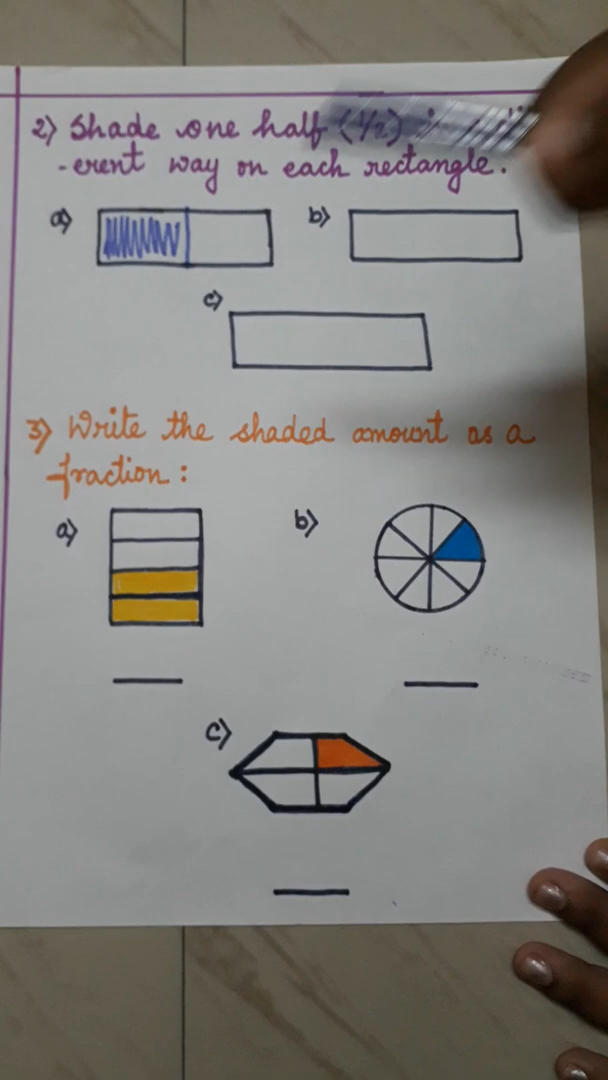 2) Shade one half (1/2)
-erent way on each rectangle.
a) b)
c)
3) Write the shaded amount as a
fraction :
a) b)
c)